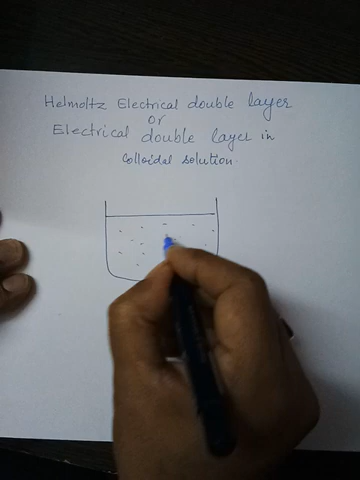 Helmoltz Electrical double layer
or
Electrical double layer in
Colloidal solution.